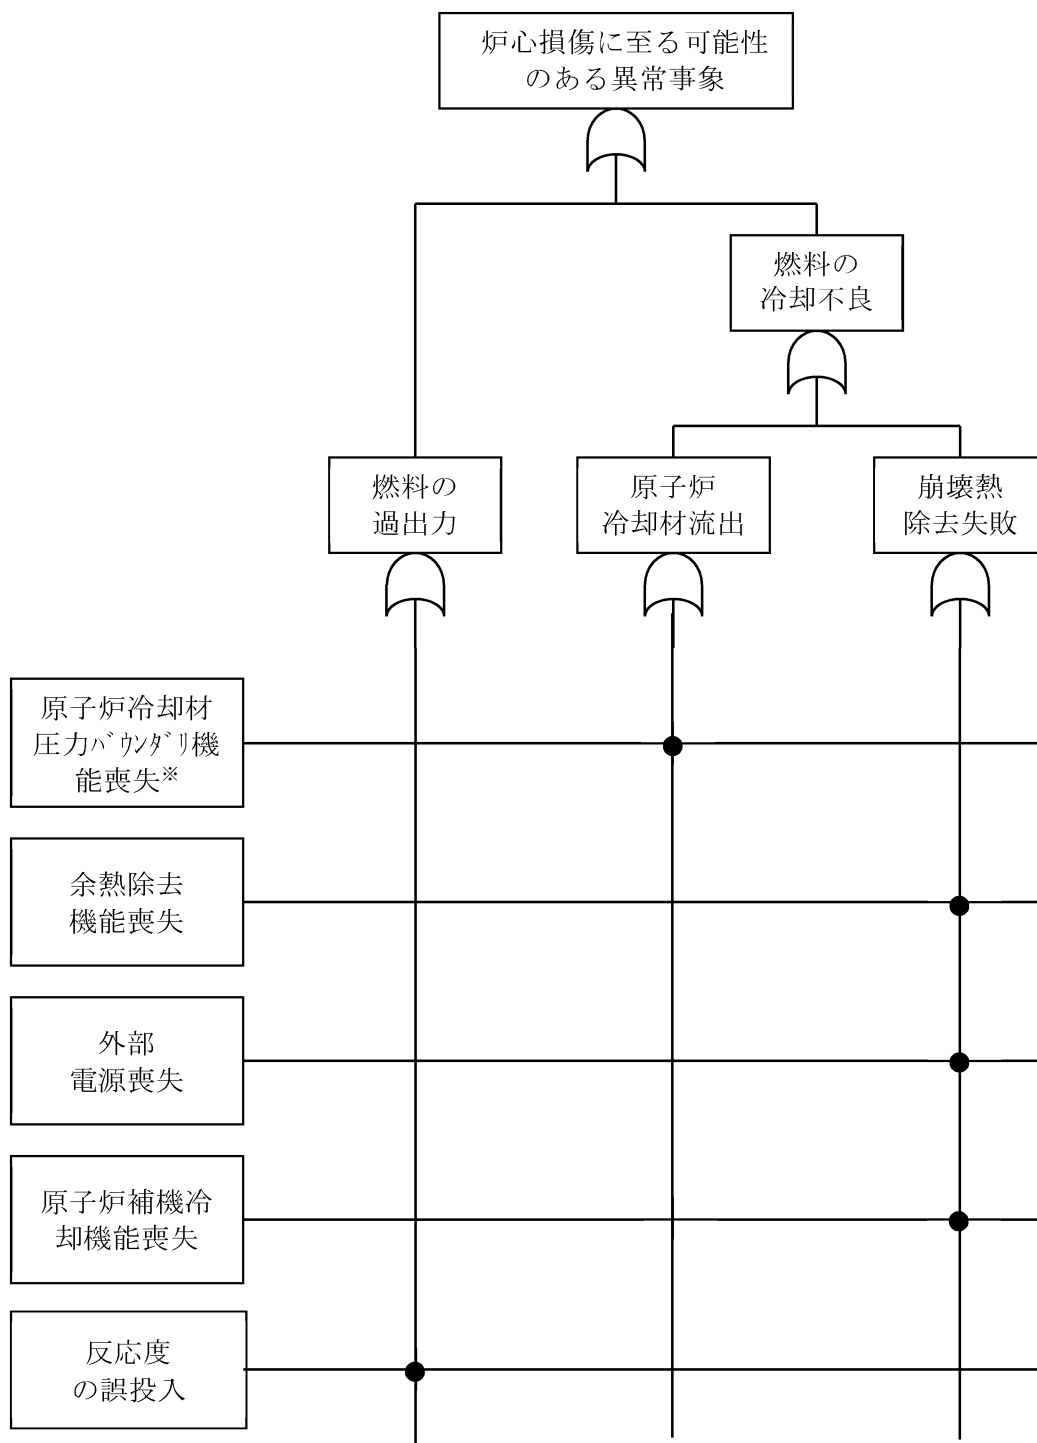 炉心損傷に至る可能性
のある異常事象
燃料の
冷却不良
燃料の
過出力
原子炉
冷却材流出
崩壊熱
除去失敗
原子炉冷却材
圧力ﾊﾞｳﾝﾀﾞﾘ機
能喪失※
余熱除去
機能喪失
外部
電源喪失
原子炉補機冷
却機能喪失
反応度
の誤投入